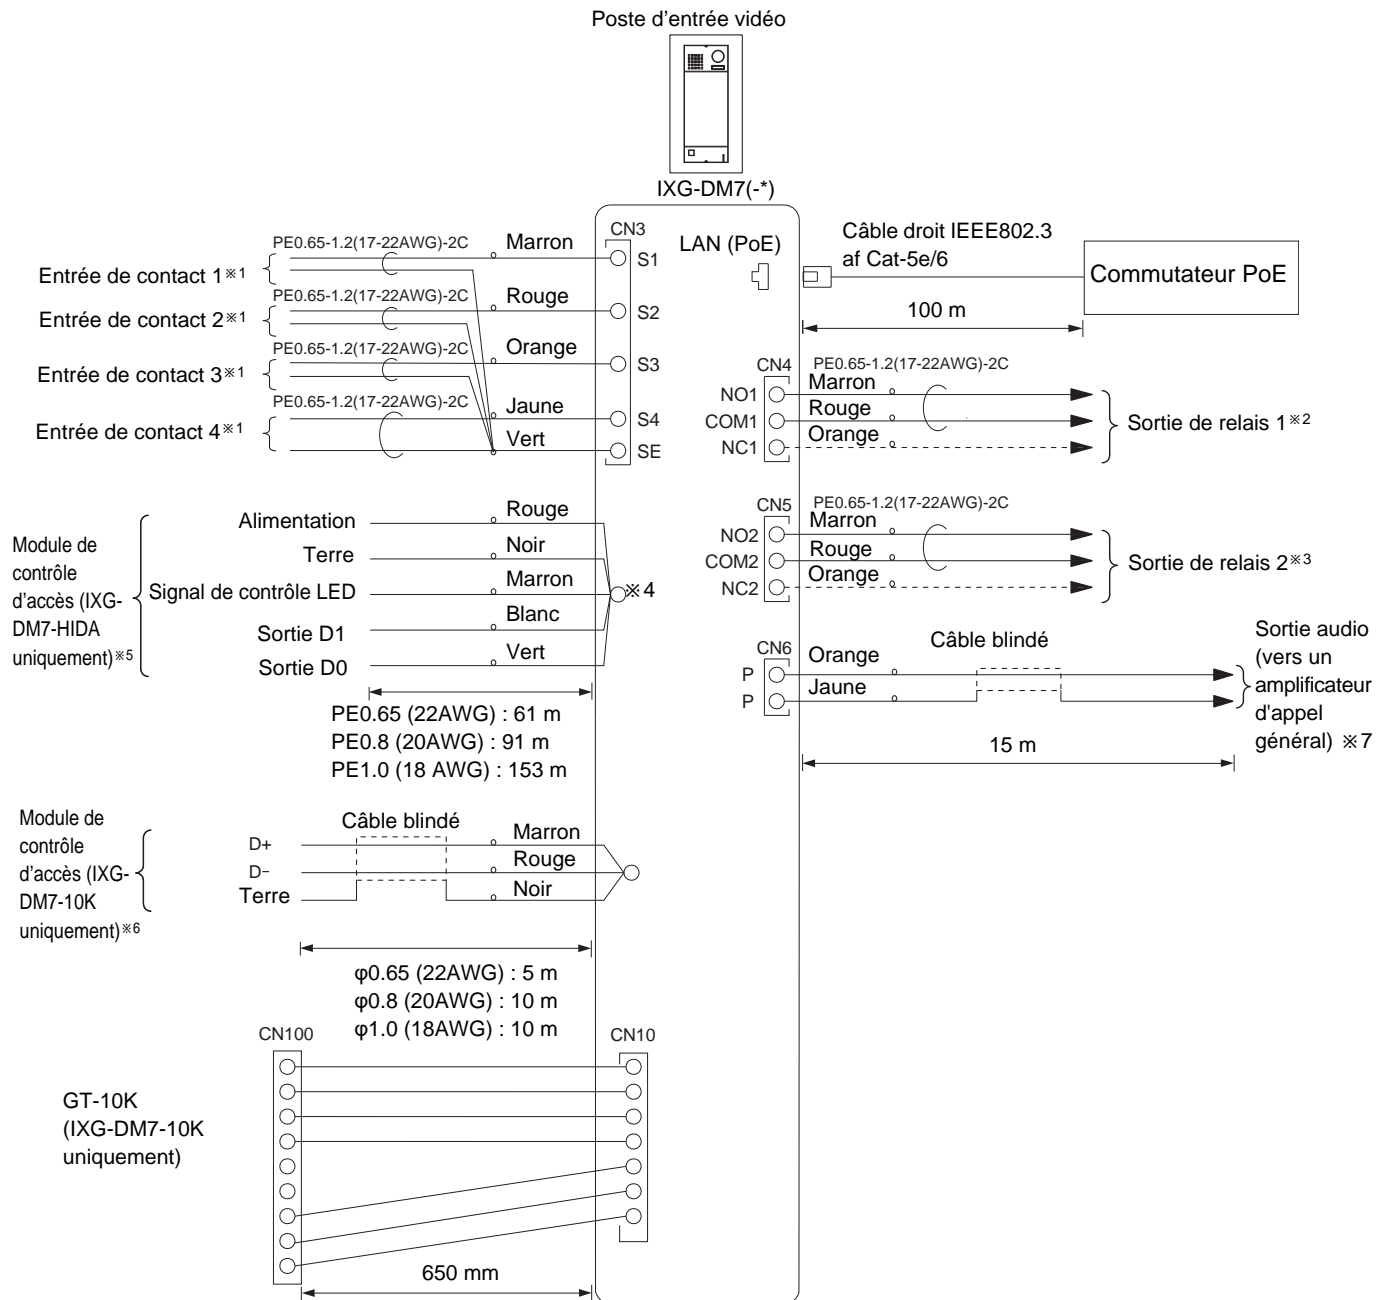 Poste d’entrée vidéo
IXG-DM7(-*)
CN3
PE0.65-1.2(17-22AWG)-2C
Marron
S1
Entrée de contact 1※1
PE0.65-1.2(17-22AWG)-2C
Rouge
S2
Entrée de contact 2※1
PE0.65-1.2(17-22AWG)-2C
Orange
S3
Entrée de contact 3※1
PE0.65-1.2(17-22AWG)-2C
Jaune
S4
Entrée de contact 4※1
Vert
SE
LAN (PoE)
Câble droit IEEE802.3
af Cat-5e/6
Commutateur PoE
100 m
CN4
PE0.65-1.2(17-22AWG)-2C
NO1
Marron
COM1
Rouge
NC1
Orange
Sortie de relais 1※2
CN5
PE0.65-1.2(17-22AWG)-2C
NO2
Marron
COM2
Rouge
NC2
Orange
Sortie de relais 2※3
CN6
Câble blindé
P
Orange
P
Jaune
Sortie audio
(vers un
amplificateur
d'appel
général) ※7
15 m
Module de
contrôle
d’accès (IXG-
DM7-HIDA
uniquement)※5
Alimentation
Rouge
Terre
Noir
Signal de contrôle LED
Marron
※4
Sortie D1
Blanc
Sortie D0
Vert
PE0.65 (22AWG) : 61 m
PE0.8 (20AWG) : 91 m
PE1.0 (18 AWG) : 153 m
Module de
contrôle
d’accès (IXG-
DM7-10K
uniquement)※6
Câble blindé
D+
Marron
D−
Rouge
Terre
Noir
φ0.65 (22AWG) : 5 m
φ0.8 (20AWG) : 10 m
φ1.0 (18AWG) : 10 m
CN100
CN10
GT-10K
(IXG-DM7-10K
uniquement)
650 mm